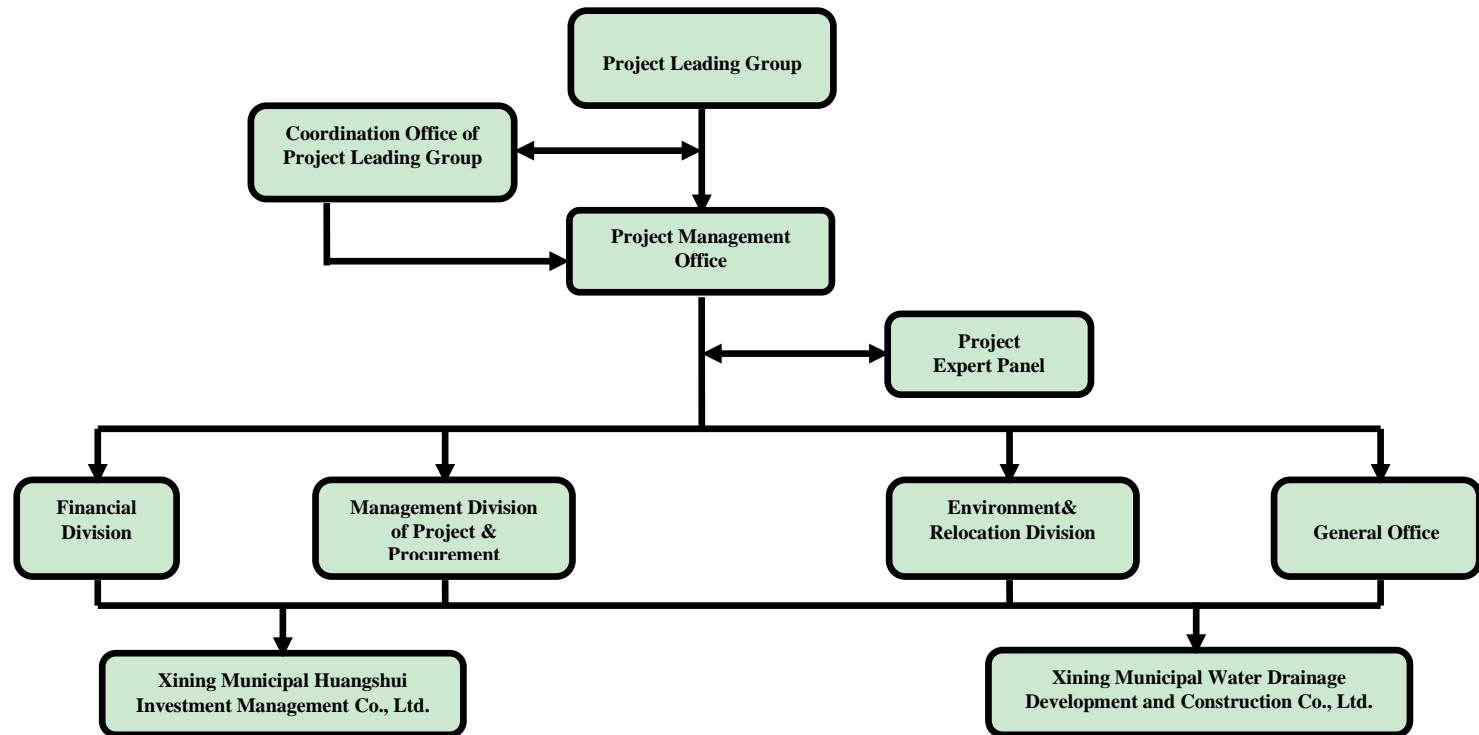 Project Leading Group
Coordination Office of
Project Leading Group
Project Management
Office
Project
Expert Panel
Financial
Division
Management Division
of Project &
Procurement
Environment&
Relocation Division
General Office
Xining Municipal Huangshui
Investment Management Co., Ltd.
Xining Municipal Water Drainage
Development and Construction Co., Ltd.